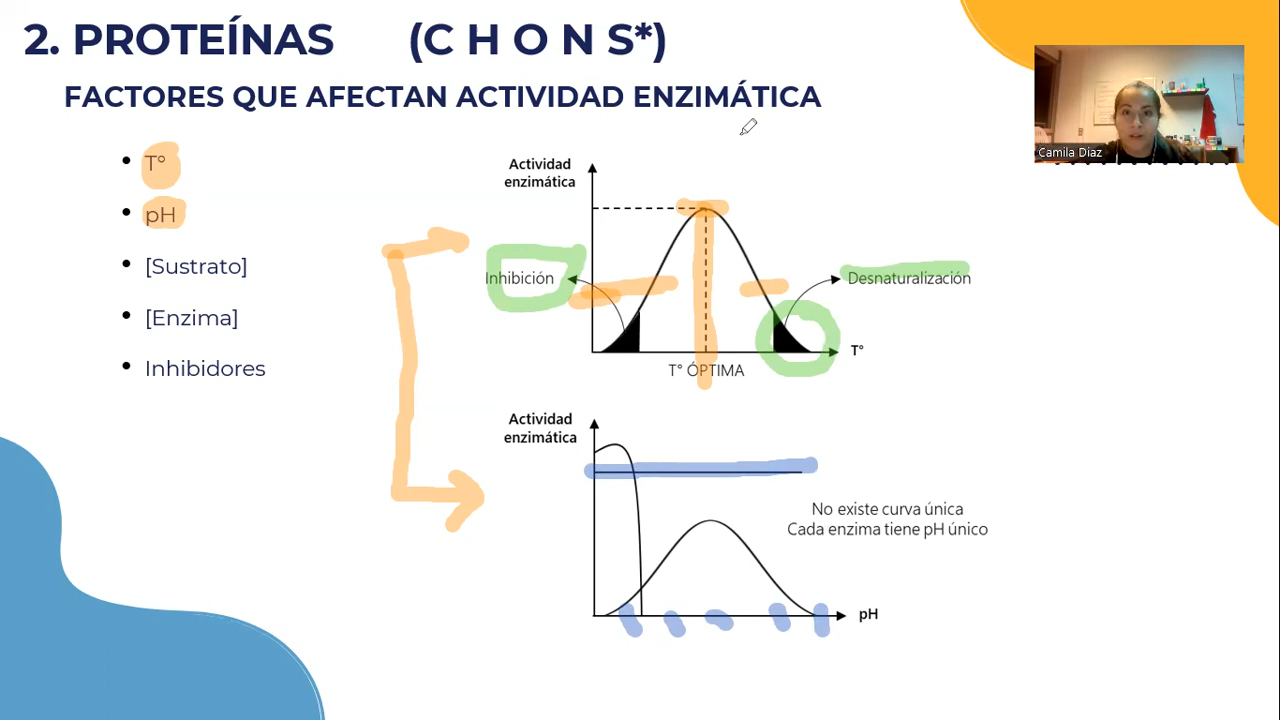 2. PROTEÍNAS (C H O N S*)
FACTORES QUE AFECTAN ACTIVIDAD ENZIMÁTICA
• T°
• pH
• [Sustrato]
• [Enzima]
• Inhibidores
Actividad
enzimática
Inhibición
Desnaturalización
T°
T° ÓPTIMA
Actividad
enzimática
No existe curva única
Cada enzima tiene pH único
pH
Camila Díaz